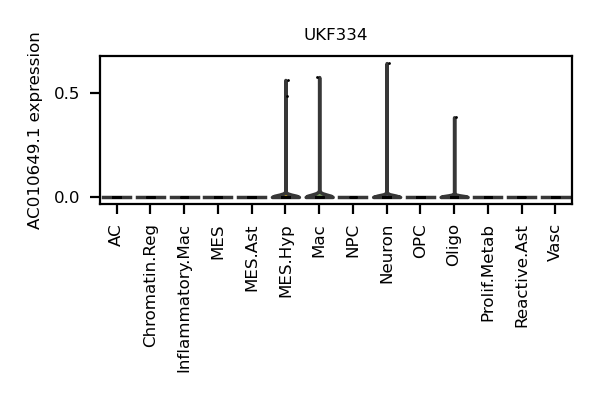 UKF334
AC010649.1 expression
0.5
0.0
AC
Chromatin.Reg
Inflammatory.Mac
MES
MES.Ast
MES.Hyp
Mac
NPC
Neuron
OPC
Oligo
Prolif.Metab
Reactive.Ast
Vasc